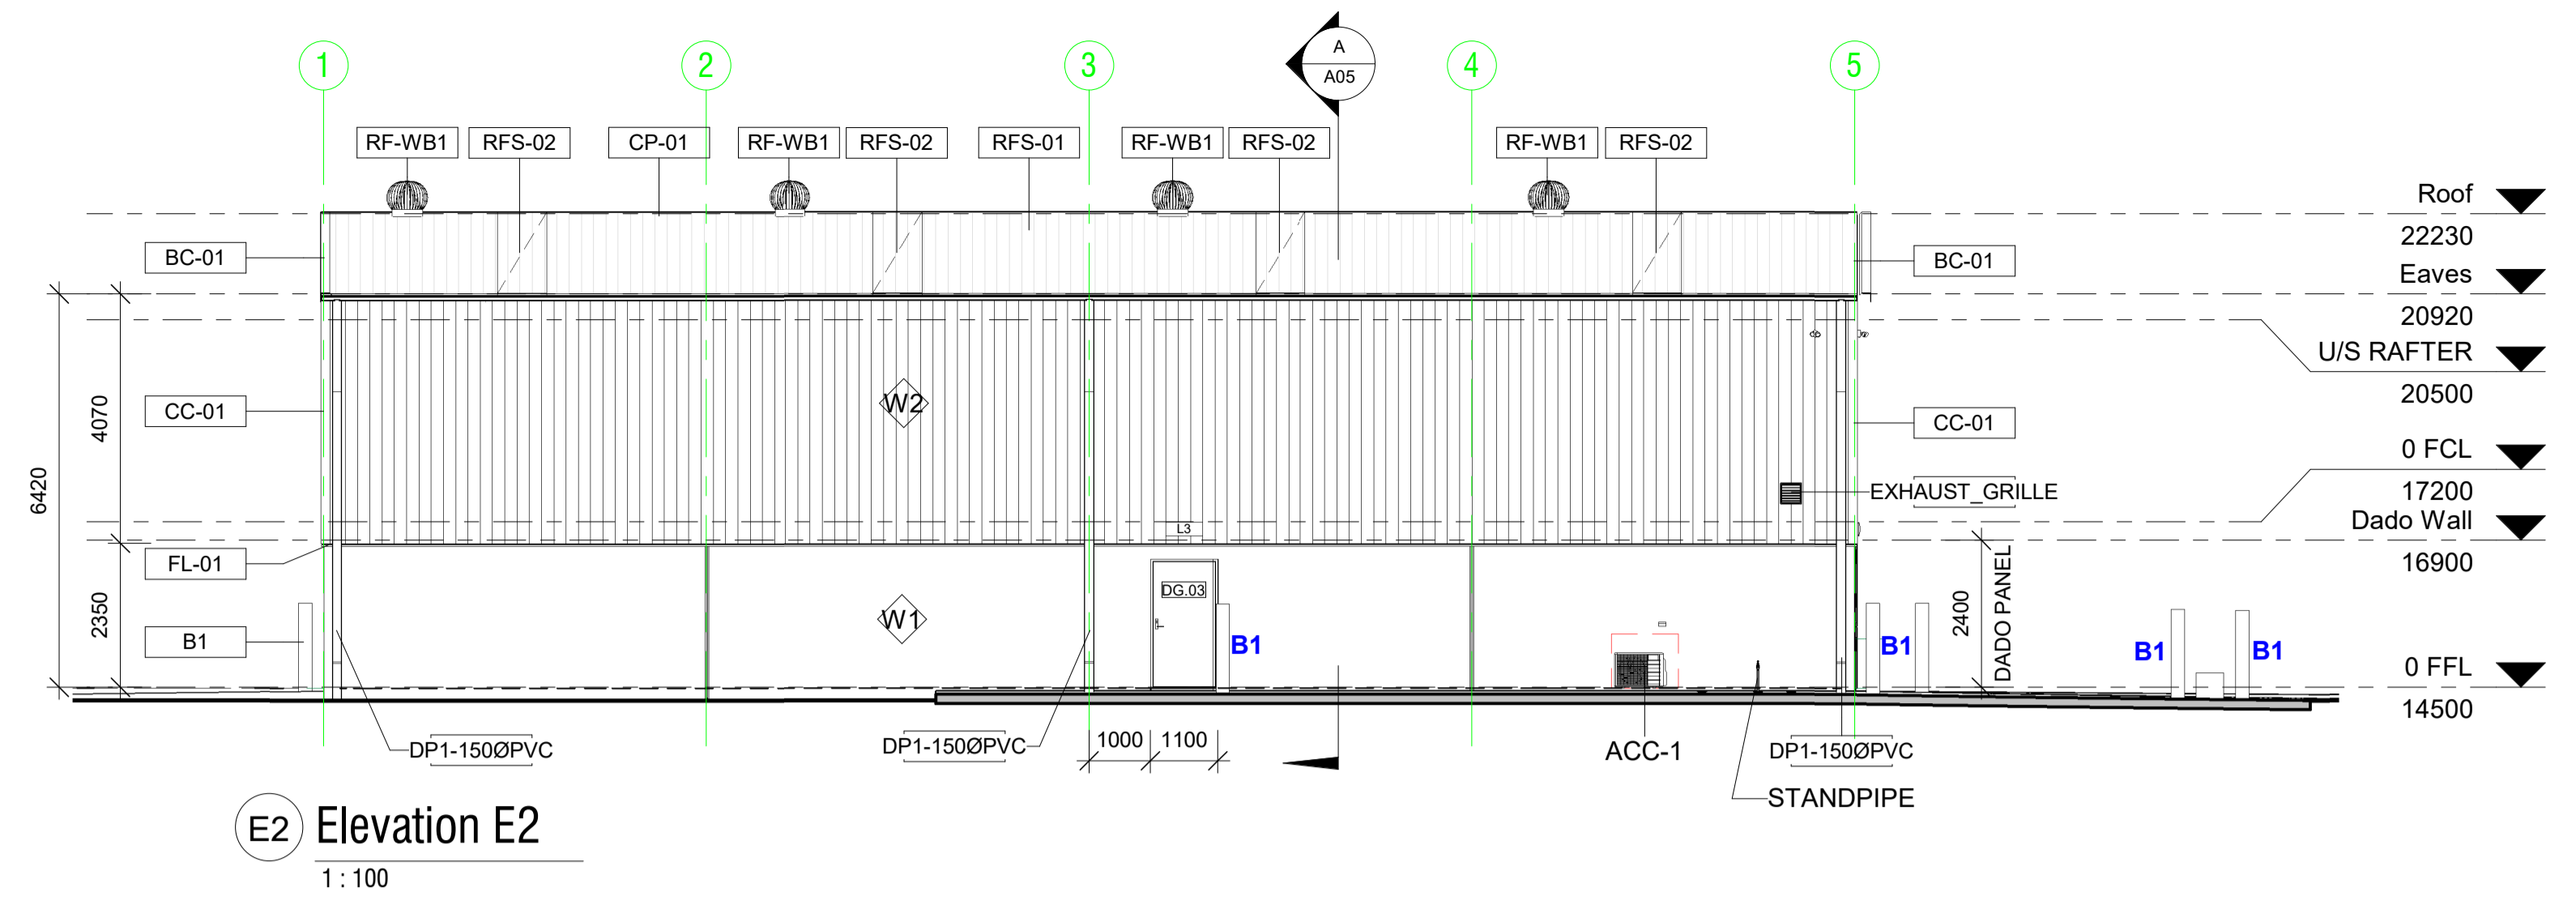 1
2
3
A
A05
4
5
RF-WB1
RFS-02
CP-01
RF-WB1
RFS-02
RFS-01
RF-WB1
RFS-02
RF-WB1
RFS-02
Roof
22230
BC-01
BC-01
Eaves
20920
U/S RAFTER
20500
CC-01
W2
CC-01
4070
6420
0 FCL
17200
EXHAUST_GRILLE
Dado Wall
16900
L3
FL-01
DG.03
2350
B1
W1
B1
B1
B1
B1
2400
DADO PANEL
0 FFL
14500
DP1-150ØPVC
DP1-150ØPVC
1000
1100
ACC-1
DP1-150ØPVC
STANDPIPE
E2
Elevation E2
1 : 100